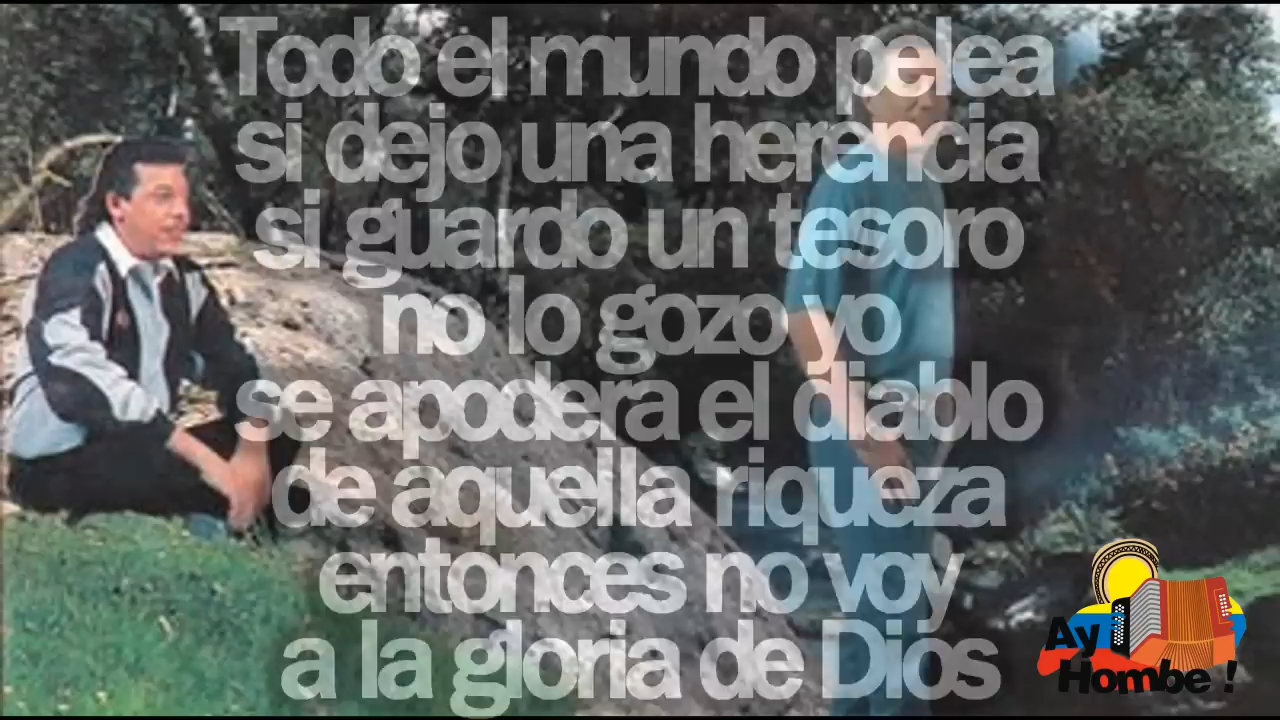 Todo el mundo pelea
si dejo una herencia
si guardo un tesoro
no lo gozo yo
se apodera el diablo
de aquella riqueza
entonces no voy
a la gloria de Dios
Ay
Hombe !